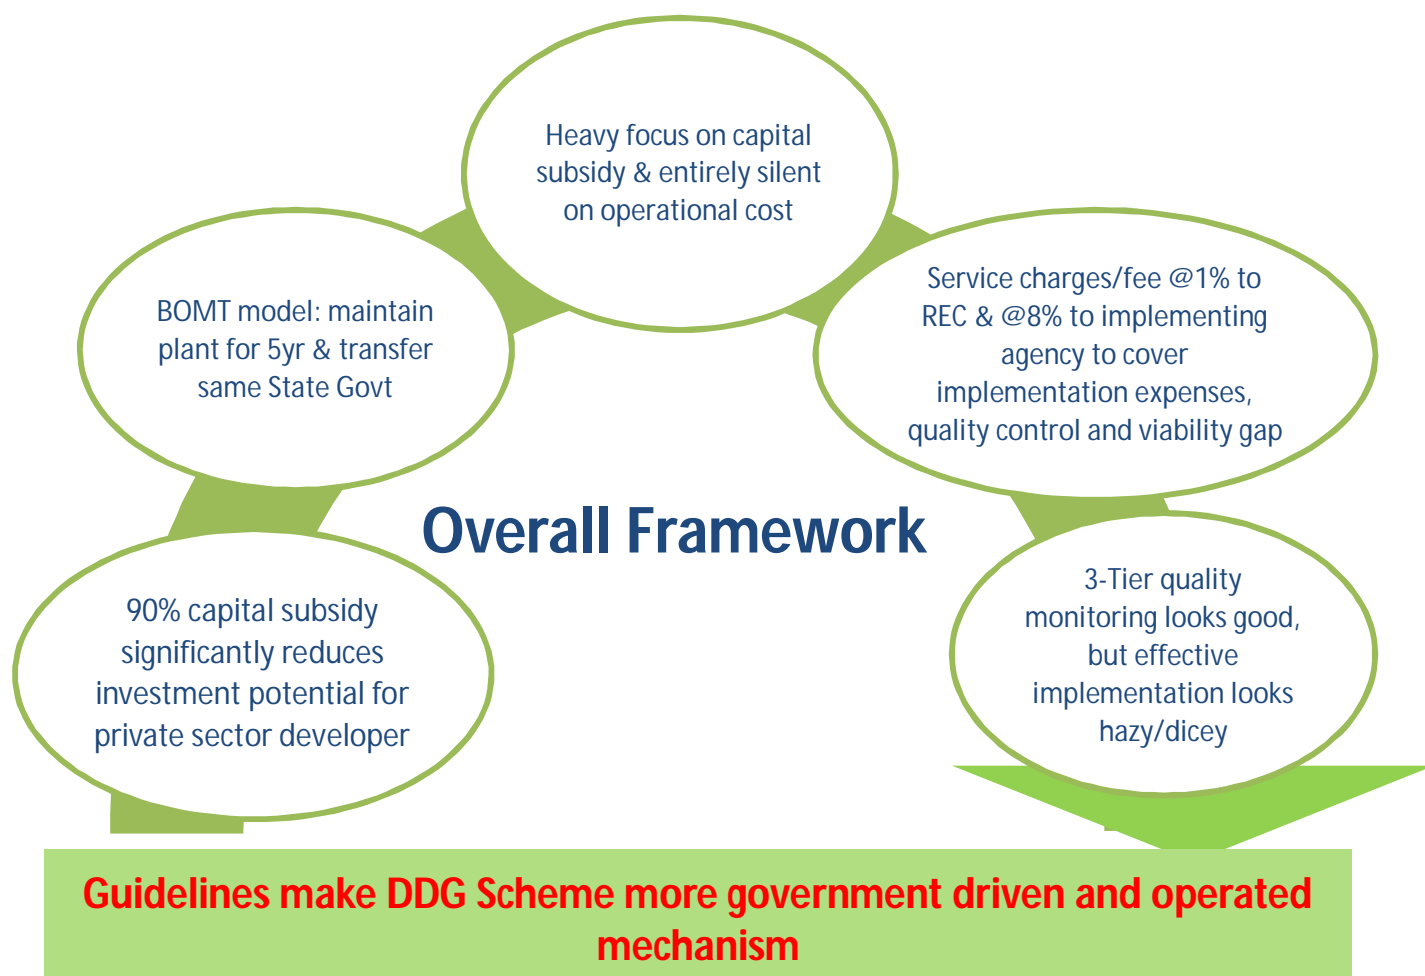 Heavy focus on capital
subsidy & entirely silent
on operational cost
BOMT model: maintain
plant for 5yr & transfer
same State Govt
Service charges/fee @1% to
REC & @8% to implementing
agency to cover
implementation expenses,
quality control and viability gap
Overall Framework
90% capital subsidy
significantly reduces
investment potential for
private sector developer
3-Tier quality
monitoring looks good,
but effective
implementation looks
hazy/dicey
Guidelines make DDG Scheme more government driven and operated
mechanism